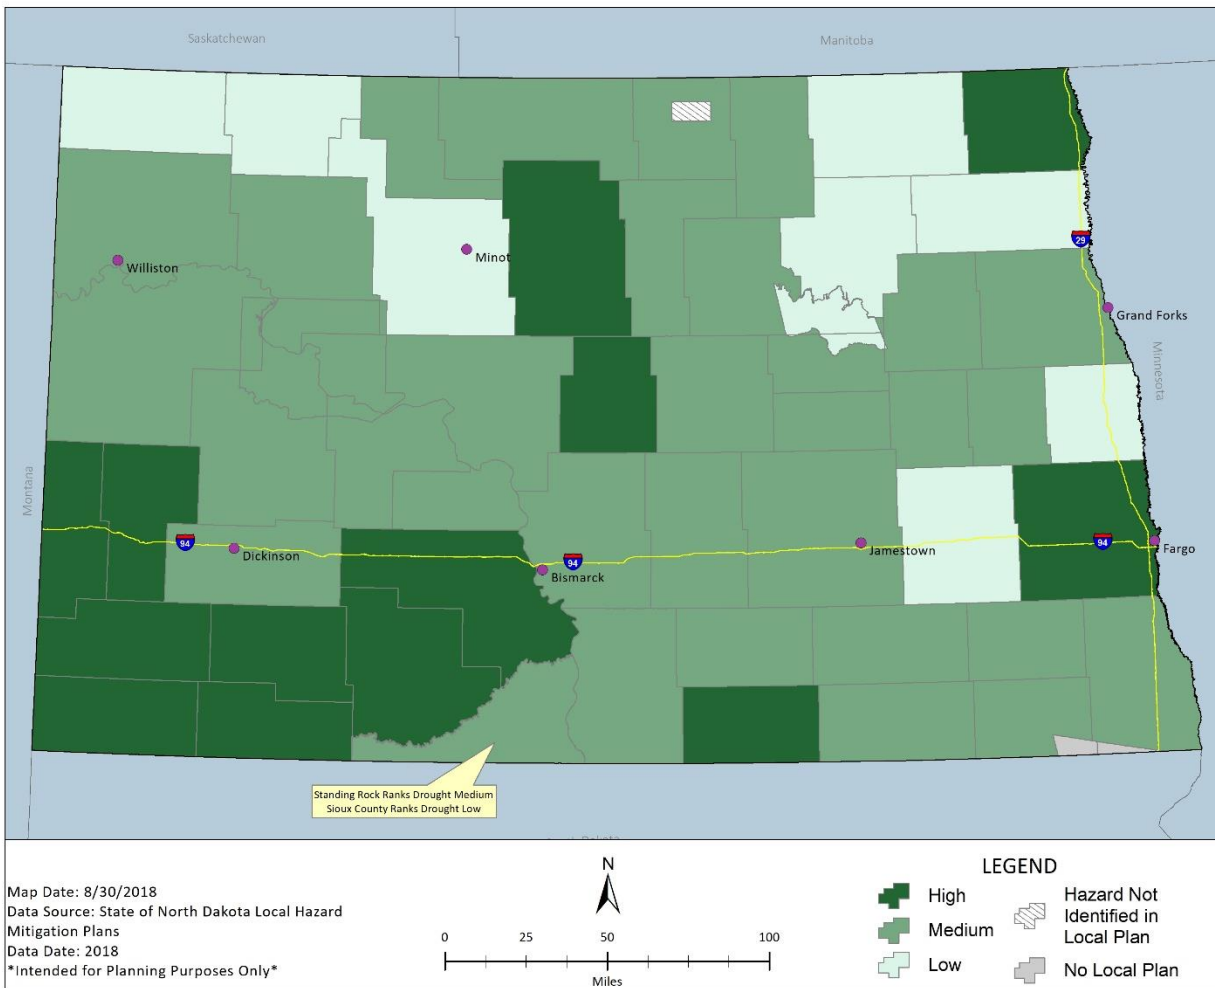 Saskatchewan
Manitoba
29
Williston
Minot
Grand Forks
Minnesota
Montana
94
Dickinson
94
Bismarck
Jamestown
94
Fargo
Standing Rock Ranks Drought Medium
Sioux County Ranks Drought Low
Map Date: 8/30/2018
Data Source: State of North Dakota Local Hazard
Mitigation Plans
Data Date: 2018
*Intended for Planning Purposes Only*
N
0 25 50 100
Miles
LEGEND
High
Medium
Low
Hazard Not
Identified in
Local Plan
No Local Plan